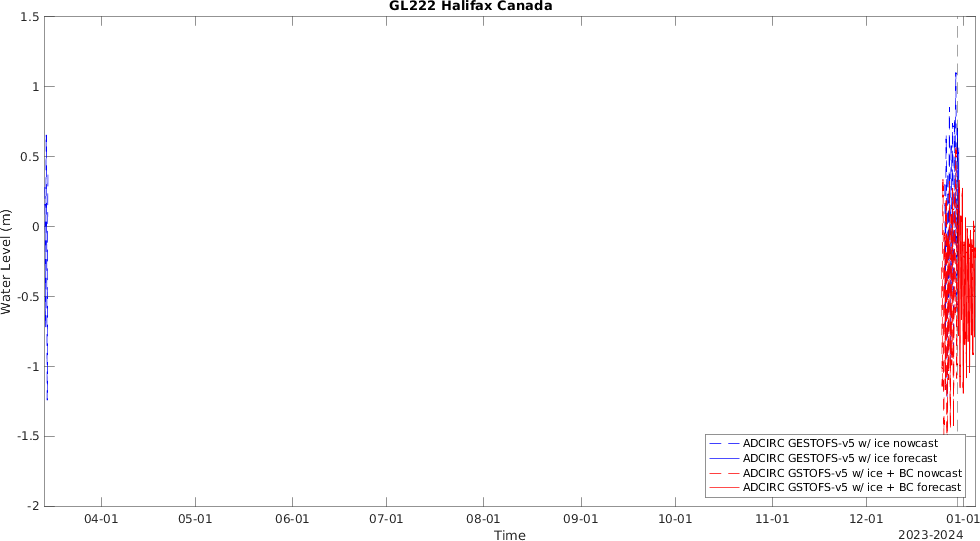 GL222 Halifax Canada
1.5
1
0.5
0
-0.5
-1
-1.5
-2
Water Level (m)
ADCIRC GESTOFS-v5 w/ ice nowcast
ADCIRC GESTOFS-v5 w/ ice forecast
ADCIRC GSTOFS-v5 w/ ice + BC nowcast
ADCIRC GSTOFS-v5 w/ ice + BC forecast
04-01 05-01 06-01 07-01 08-01 09-01 10-01 11-01 12-01 01-01
Time
2023-2024